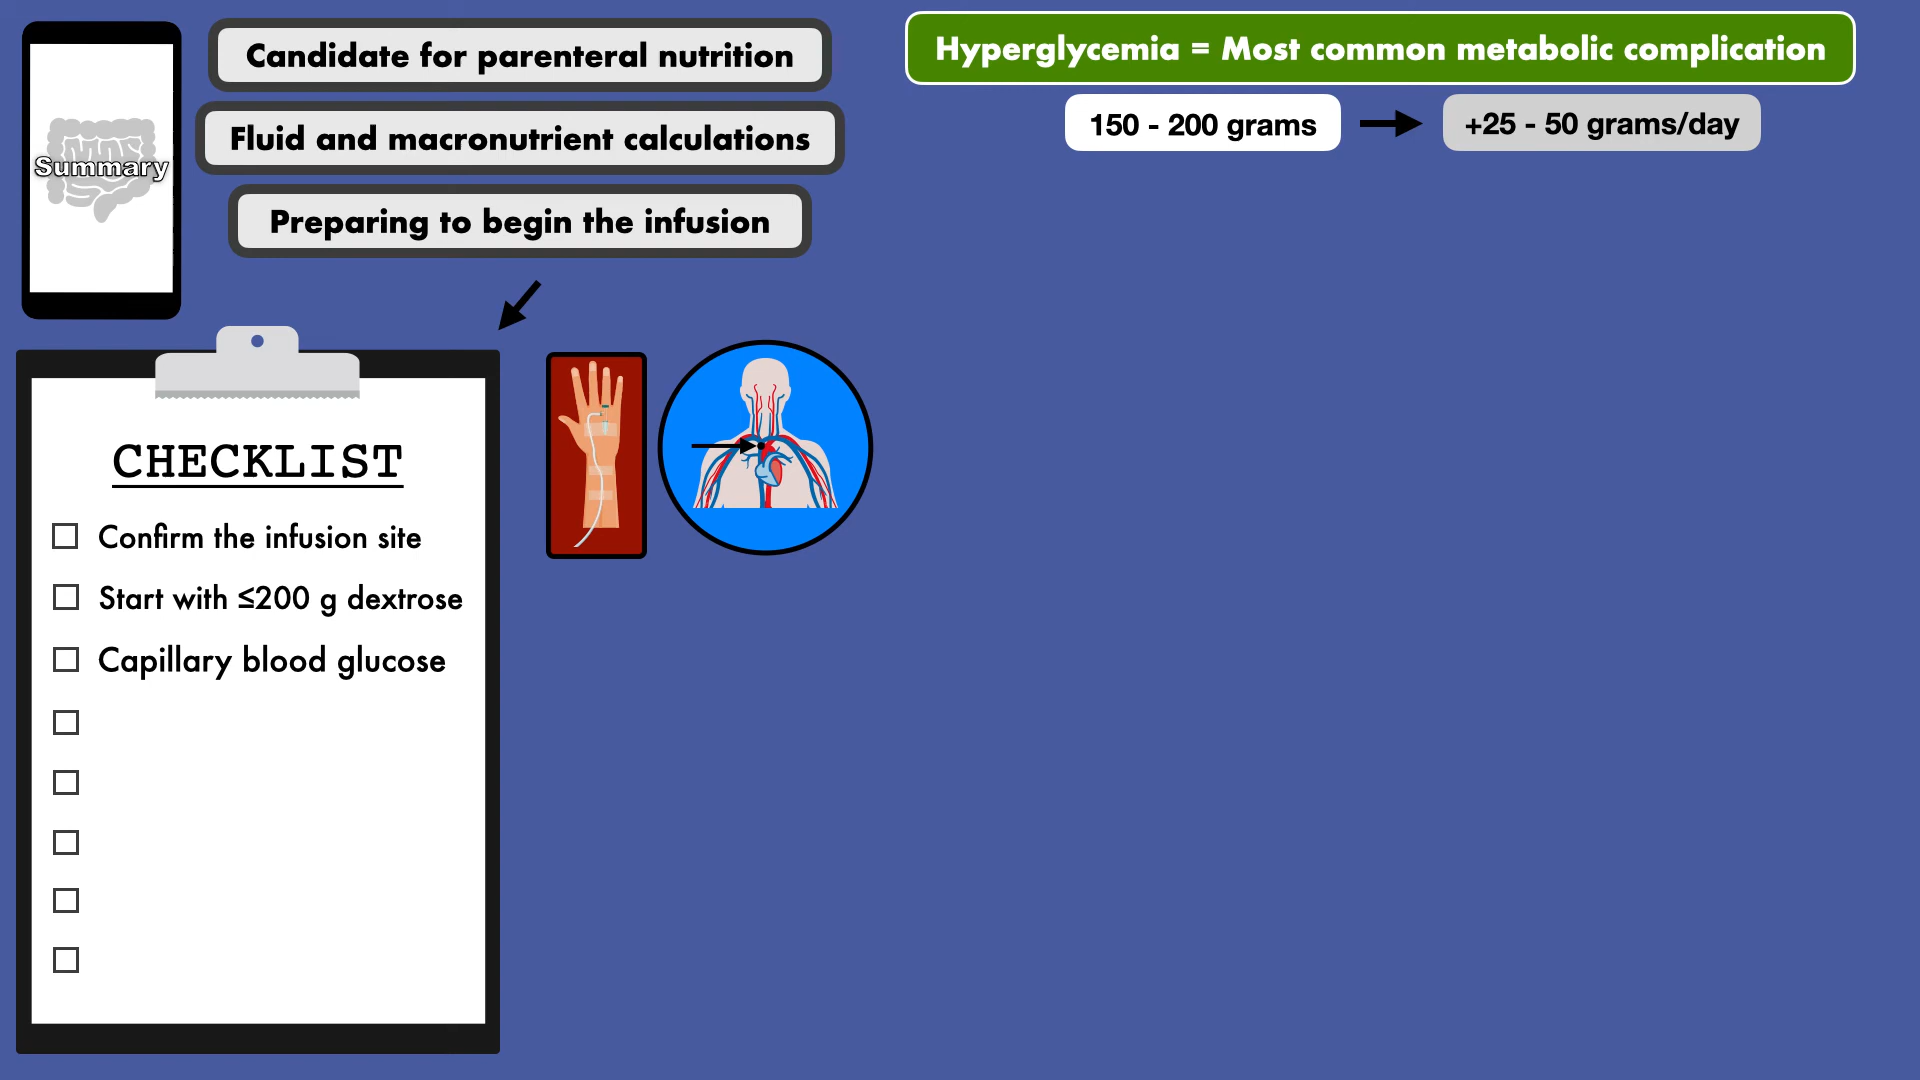 Summary
Candidate for parenteral nutrition
Fluid and macronutrient calculations
Preparing to begin the infusion
Hyperglycemia = Most common metabolic complication
150 - 200 grams
+25 - 50 grams/day
CHECKLIST
Confirm the infusion site
Start with ≤200 g dextrose
Capillary blood glucose